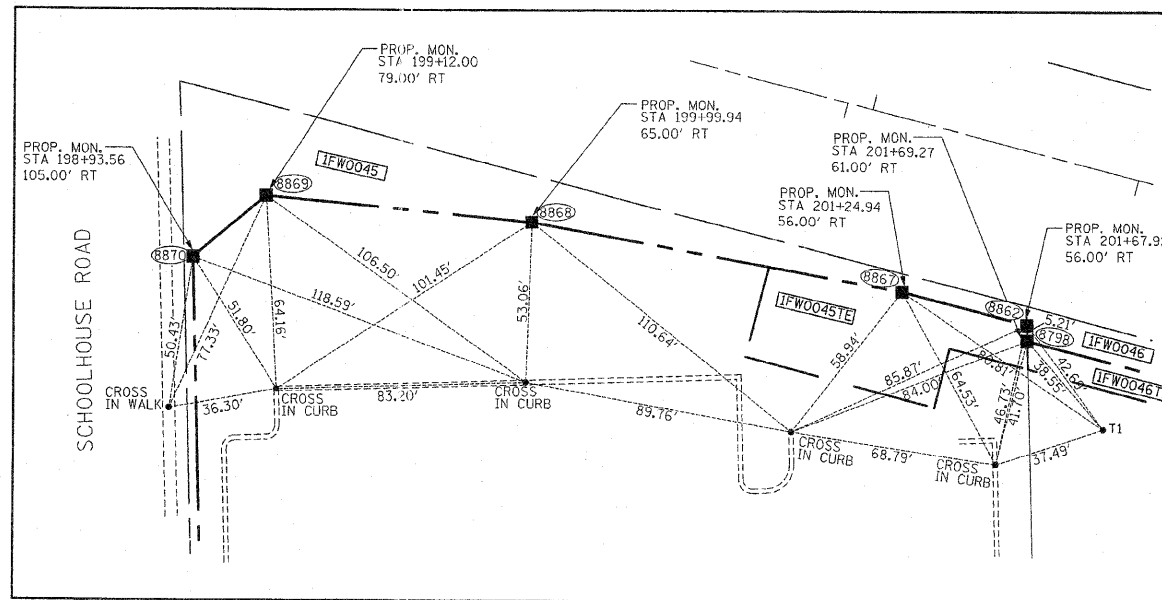 PROP. MON.
STA 199+12.00
79.00' RT
PROP. MON.
STA 199+99.94
65.00' RT
PROP. MON.
STA 201+69.27
61.00' RT
PROP. MON.
STA 198+93.56
105.00' RT
1FW0045
8869
8868
PROP. MON.
STA 201+24.94
56.00' RT
PROP. MON.
56.00' RT
SCHOOLHOUSE ROAD
8870
8867
8862
5.21'
8798
1FW0046
1FW0045TE
106.50'
101.45'
118.59'
51.80'
64.16'
50.43'
77.33'
53.06'
110.64'
58.94'
85.87'
84.00'
64.53'
46.73'
41.10'
42.69'
38.55'
CROSS
IN WALK
36.30'
CROSS
IN CURB
83.20'
CROSS
IN CURB
89.76'
CROSS
IN CURB
68.79'
CROSS
IN CURB
37.49'
T1